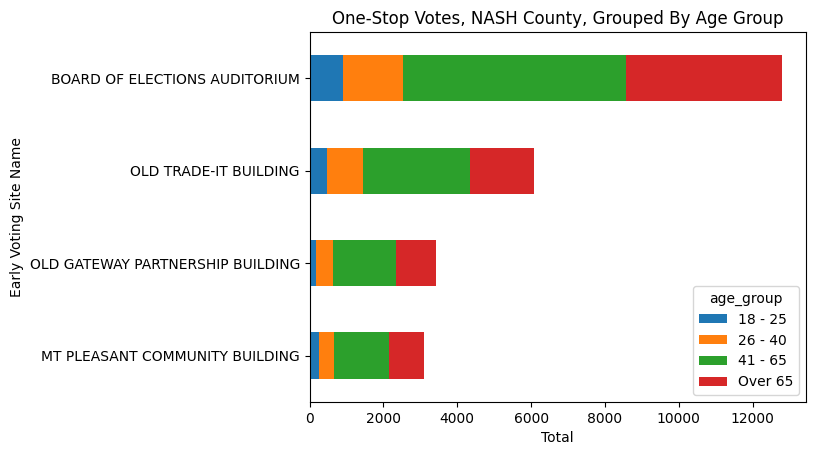 One-Stop Votes, NASH County, Grouped By Age Group
Early Voting Site Name
BOARD OF ELECTIONS AUDITORIUM
OLD TRADE-IT BUILDING
OLD GATEWAY PARTNERSHIP BUILDING
MT PLEASANT COMMUNITY BUILDING
age_group
18 - 25
26 - 40
41 - 65
Over 65
0 2000 4000 6000 8000 10000 12000
Total